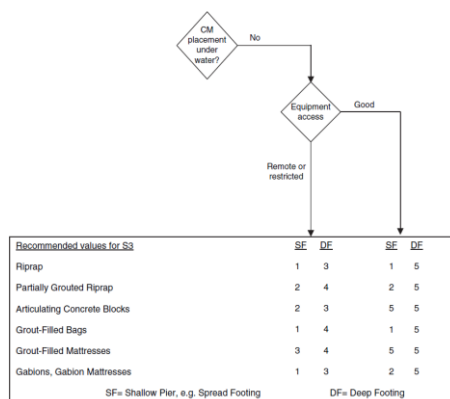 CM
placement
under
water?
No
Equipment
access
Good
Remote or
restricted
Recommended values for S3 SF DF SF DF
Riprap 1 3 1 5
Partially Grouted Riprap 2 4 2 5
Articulating Concrete Blocks 2 3 5 5
Grout-Filled Bags 1 4 1 5
Grout-Filled Mattresses 3 4 5 5
Gabions, Gabion Mattresses 1 3 2 5
SF= Shallow Pier, e.g. Spread Footing DF= Deep Footing